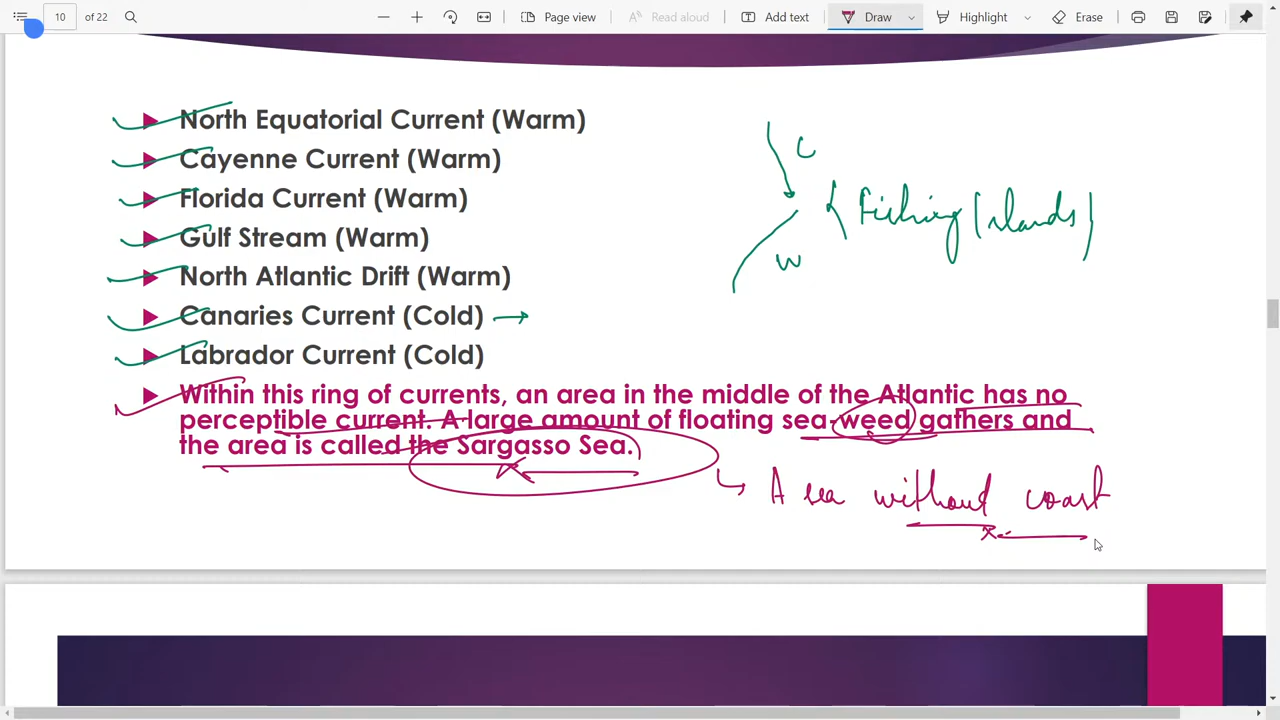 10 of 22
Page view
Read aloud
Add text
Draw
Highlight
Erase
North Equatorial Current (Warm)
Cayenne Current (Warm)
Florida Current (Warm)
Gulf Stream (Warm)
North Atlantic Drift (Warm)
Canaries Current (Cold)
Labrador Current (Cold)
Within this ring of currents, an area in the middle of the Atlantic has no
perceptible current. A large amount of floating sea-weed gathers and
the area is called the Sargasso Sea.
C
Fishing (Islands)
W
A sea without coast